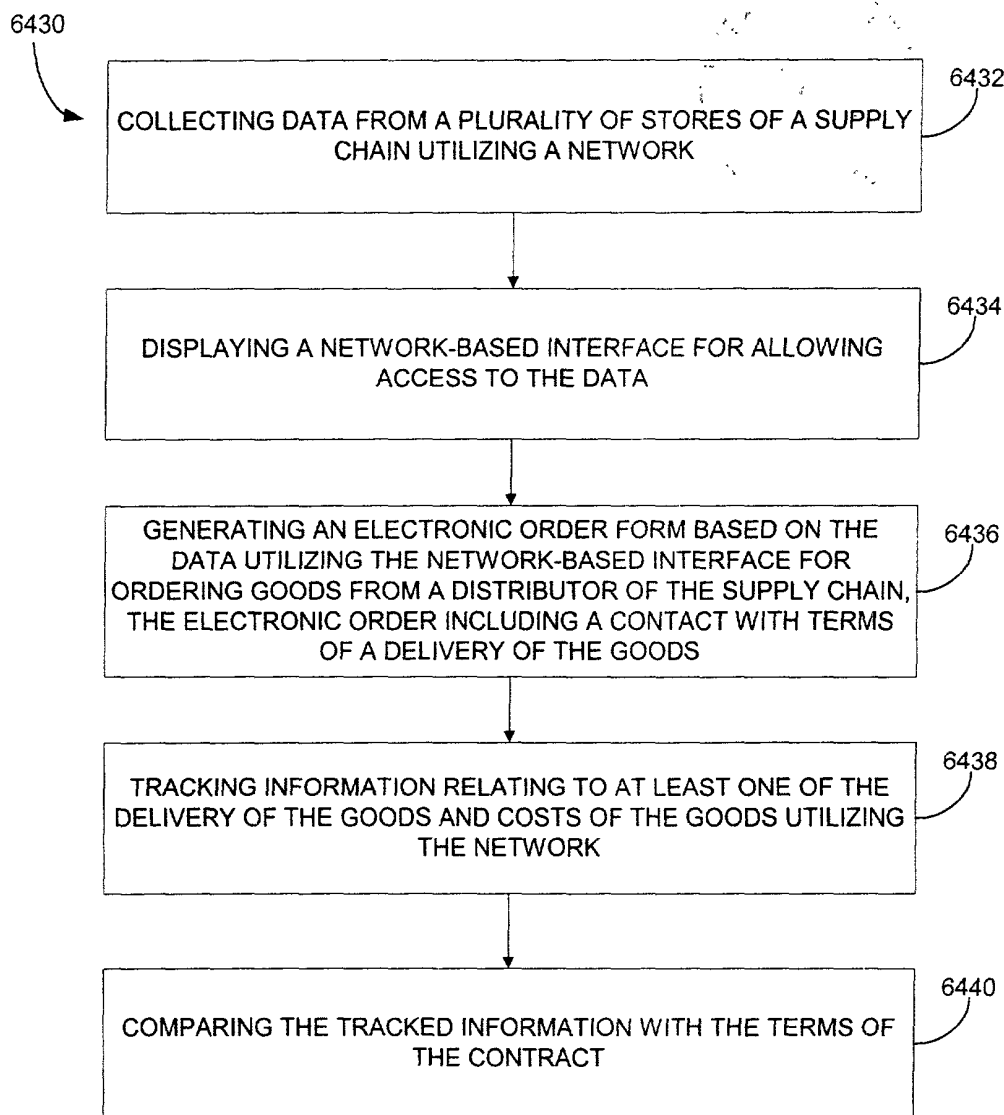 6430
6432
COLLECTING DATA FROM A PLURALITY OF STORES OF A SUPPLY
CHAIN UTILIZING A NETWORK
6434
DISPLAYING A NETWORK-BASED INTERFACE FOR ALLOWING
ACCESS TO THE DATA
6436
GENERATING AN ELECTRONIC ORDER FORM BASED ON THE
DATA UTILIZING THE NETWORK-BASED INTERFACE FOR
ORDERING GOODS FROM A DISTRIBUTOR OF THE SUPPLY CHAIN,
THE ELECTRONIC ORDER INCLUDING A CONTACT WITH TERMS
OF A DELIVERY OF THE GOODS
6438
TRACKING INFORMATION RELATING TO AT LEAST ONE OF THE
DELIVERY OF THE GOODS AND COSTS OF THE GOODS UTILIZING
THE NETWORK
6440
COMPARING THE TRACKED INFORMATION WITH THE TERMS OF
THE CONTRACT